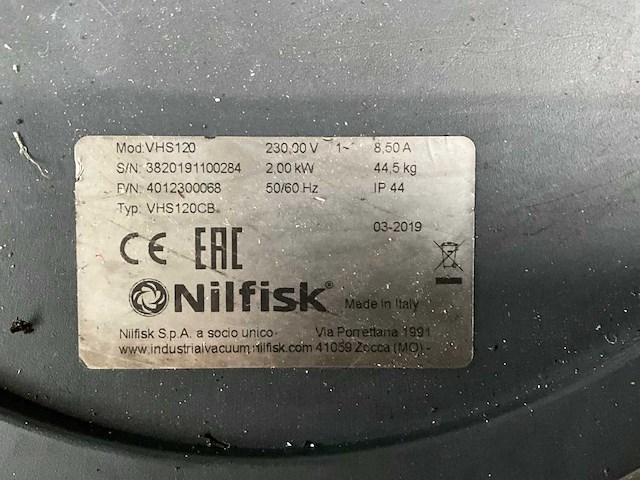 Mod. VHS120 230,00 V 1~ 8,50 A
S/N: 3820191100284 2,00 kW 44,5 kg
P/N: 4012300068 50/60 Hz IP 44
Typ: VHS120CB
03-2019
CE EAC
Nilfisk® Made in Italy
Nilfisk S.p.A. a socio unico Via Porrettana 1991
www.industrialvacuum.nilfisk.com 41059 Zocca (MO) -